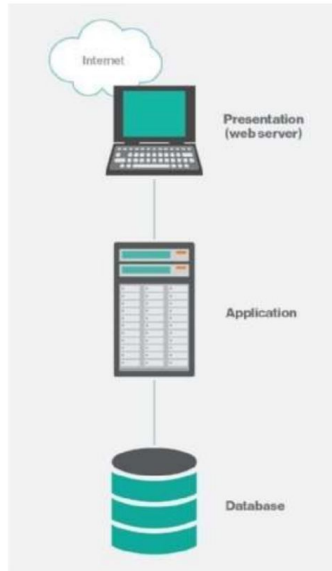 Internet
Presentation
(web server)
Application
Database